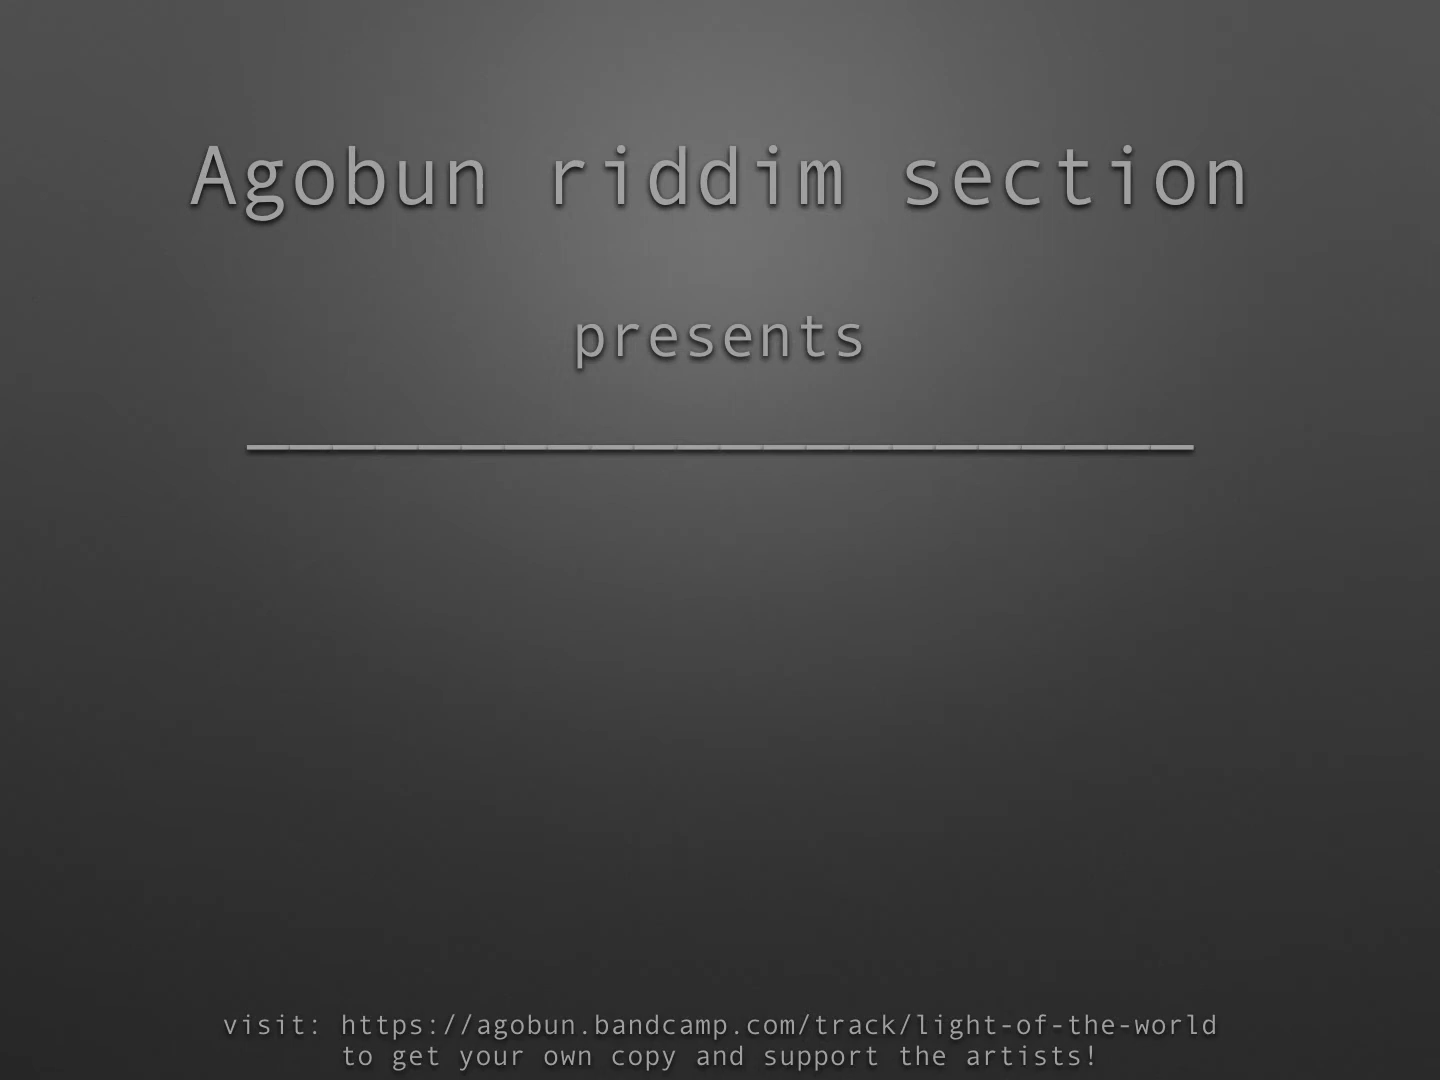 Agobun riddim section
presents
visit: https://agobun.bandcamp.com/track/light-of-the-world
to get your own copy and support the artists!